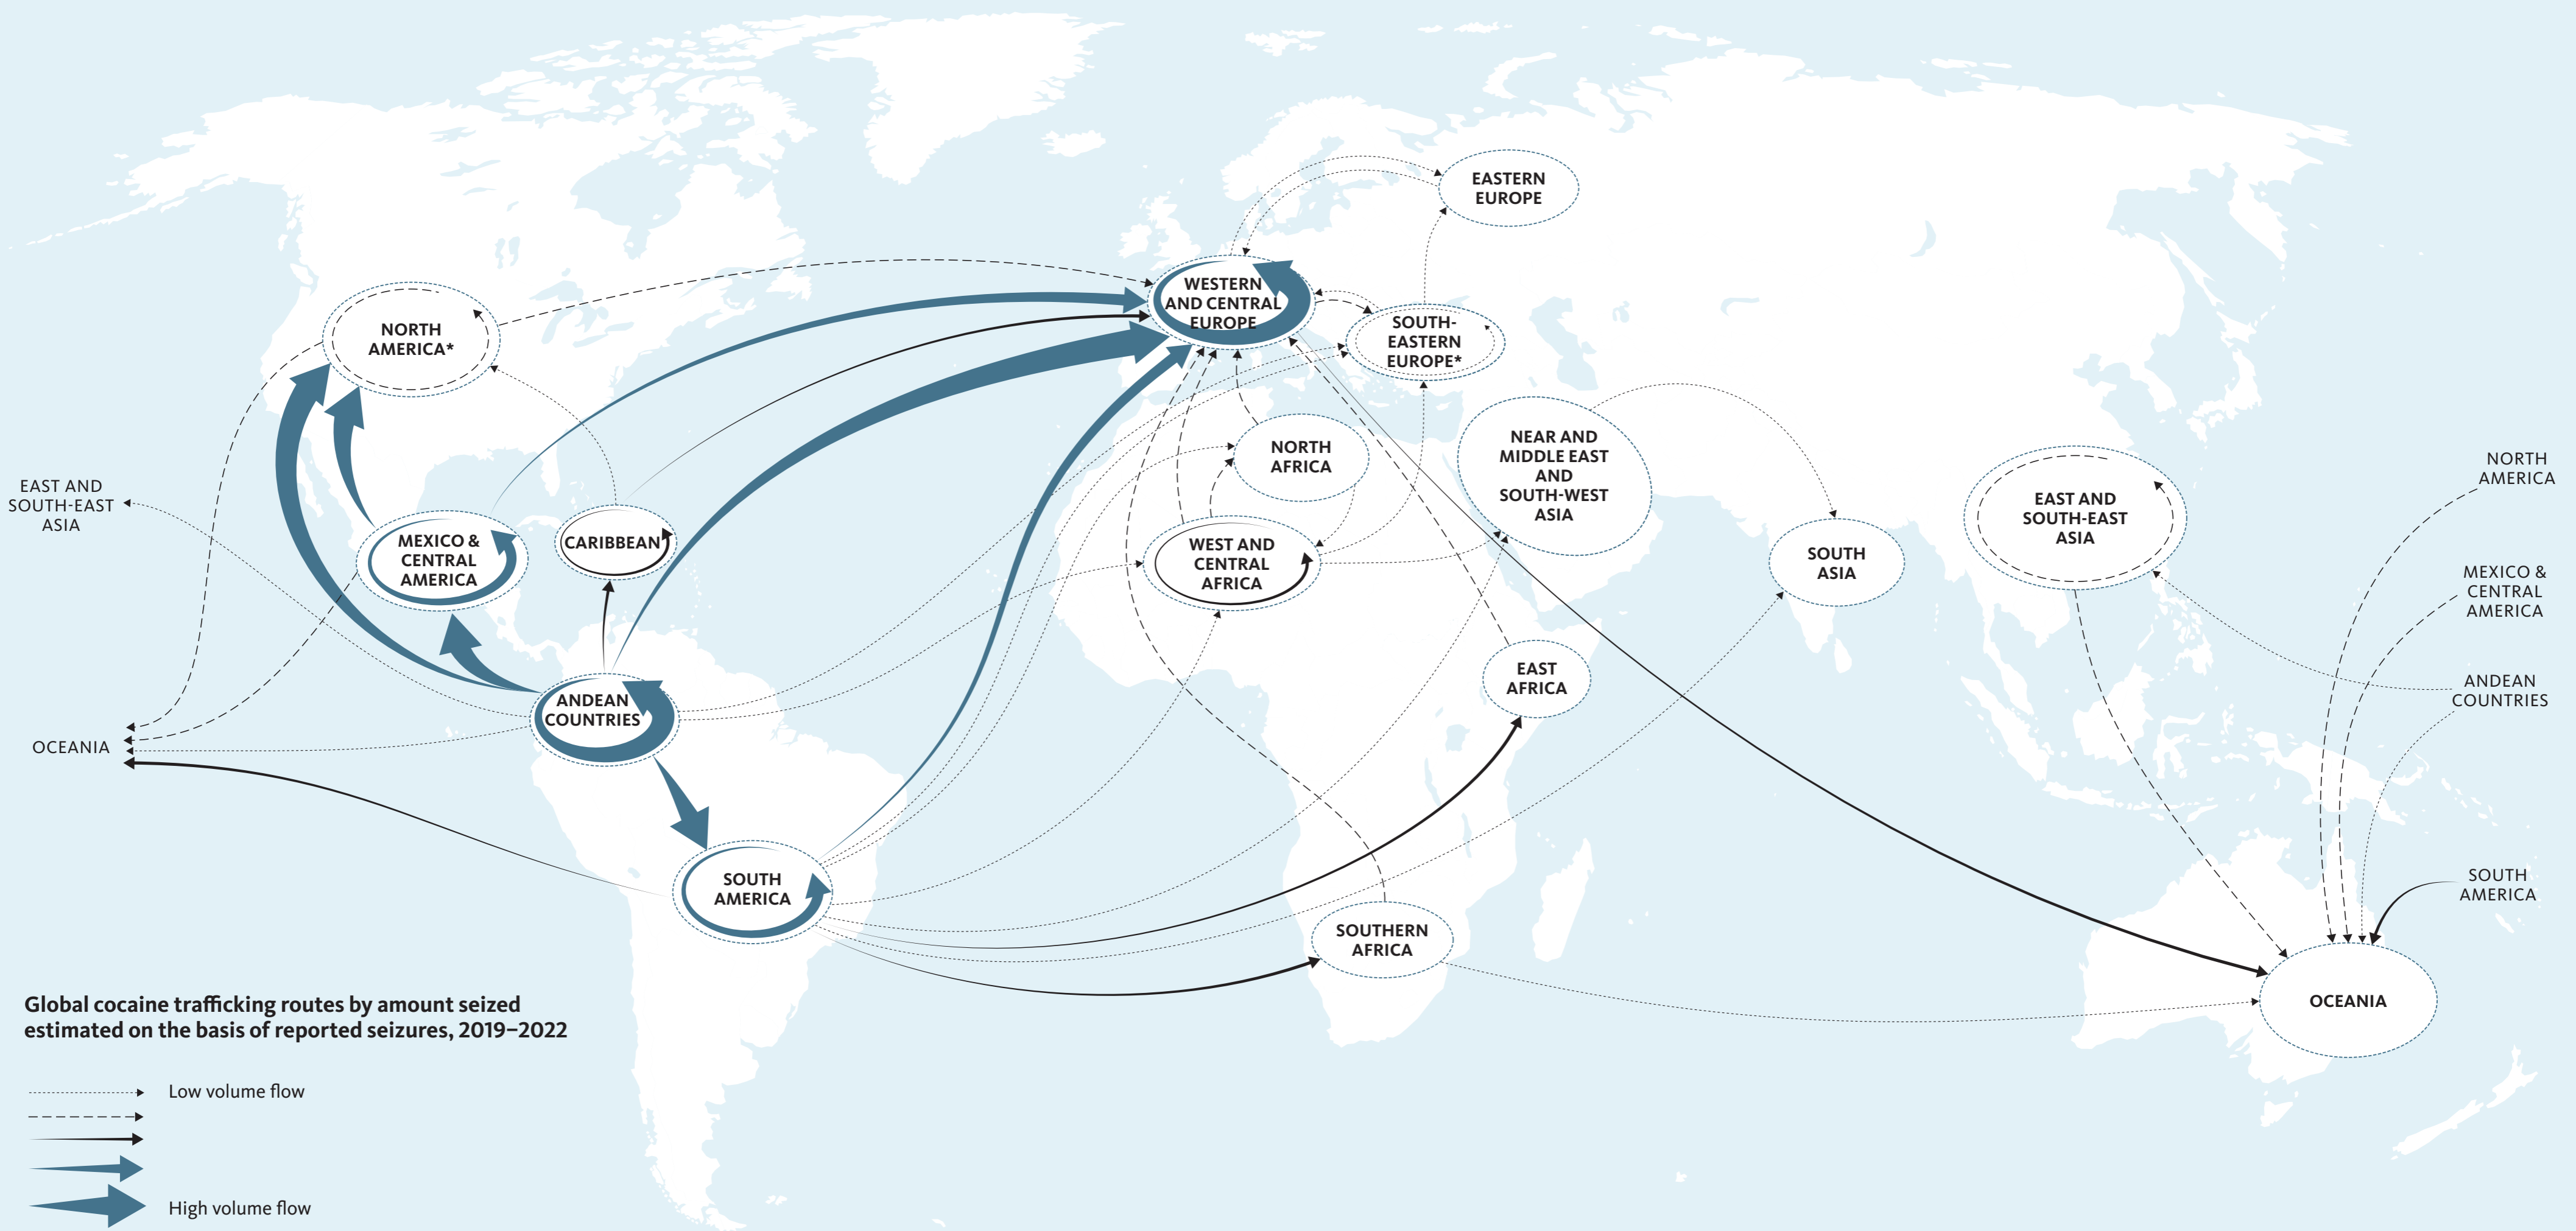 EASTERN
EUROPE
WESTERN
AND CENTRAL
EUROPE
NORTH
AMERICA*
SOUTH-
EASTERN
EUROPE*
NORTH
AFRICA
NEAR AND
MIDDLE EAST
AND
SOUTH-WEST
ASIA
NORTH
AMERICA
EAST AND
SOUTH-EAST
ASIA
EAST AND
SOUTH-EAST
ASIA
MEXICO &
CENTRAL
AMERICA
CARIBBEAN
WEST AND
CENTRAL
AFRICA
SOUTH
ASIA
MEXICO &
CENTRAL
AMERICA
EAST
AFRICA
ANDEAN
COUNTRIES
ANDEAN
COUNTRIES
OCEANIA
SOUTH
AMERICA
SOUTH
AMERICA
SOUTHERN
AFRICA
OCEANIA
Global cocaine trafficking routes by amount seized
estimated on the basis of reported seizures, 2019–2022
Low volume flow
High volume flow